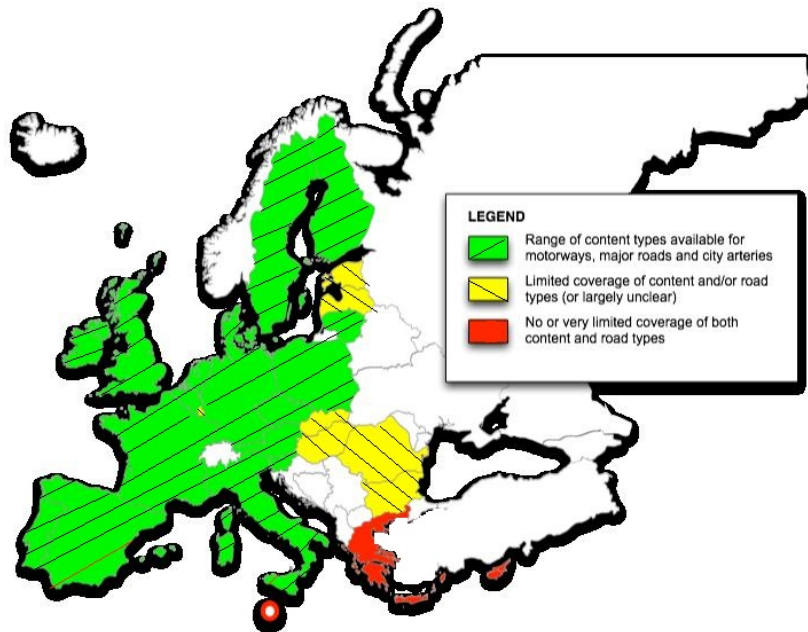 LEGEND
Range of content types available for
motorways, major roads and city arteries
Limited coverage of content and/or road
types (or largely unclear)
No or very limited coverage of both
content and road types